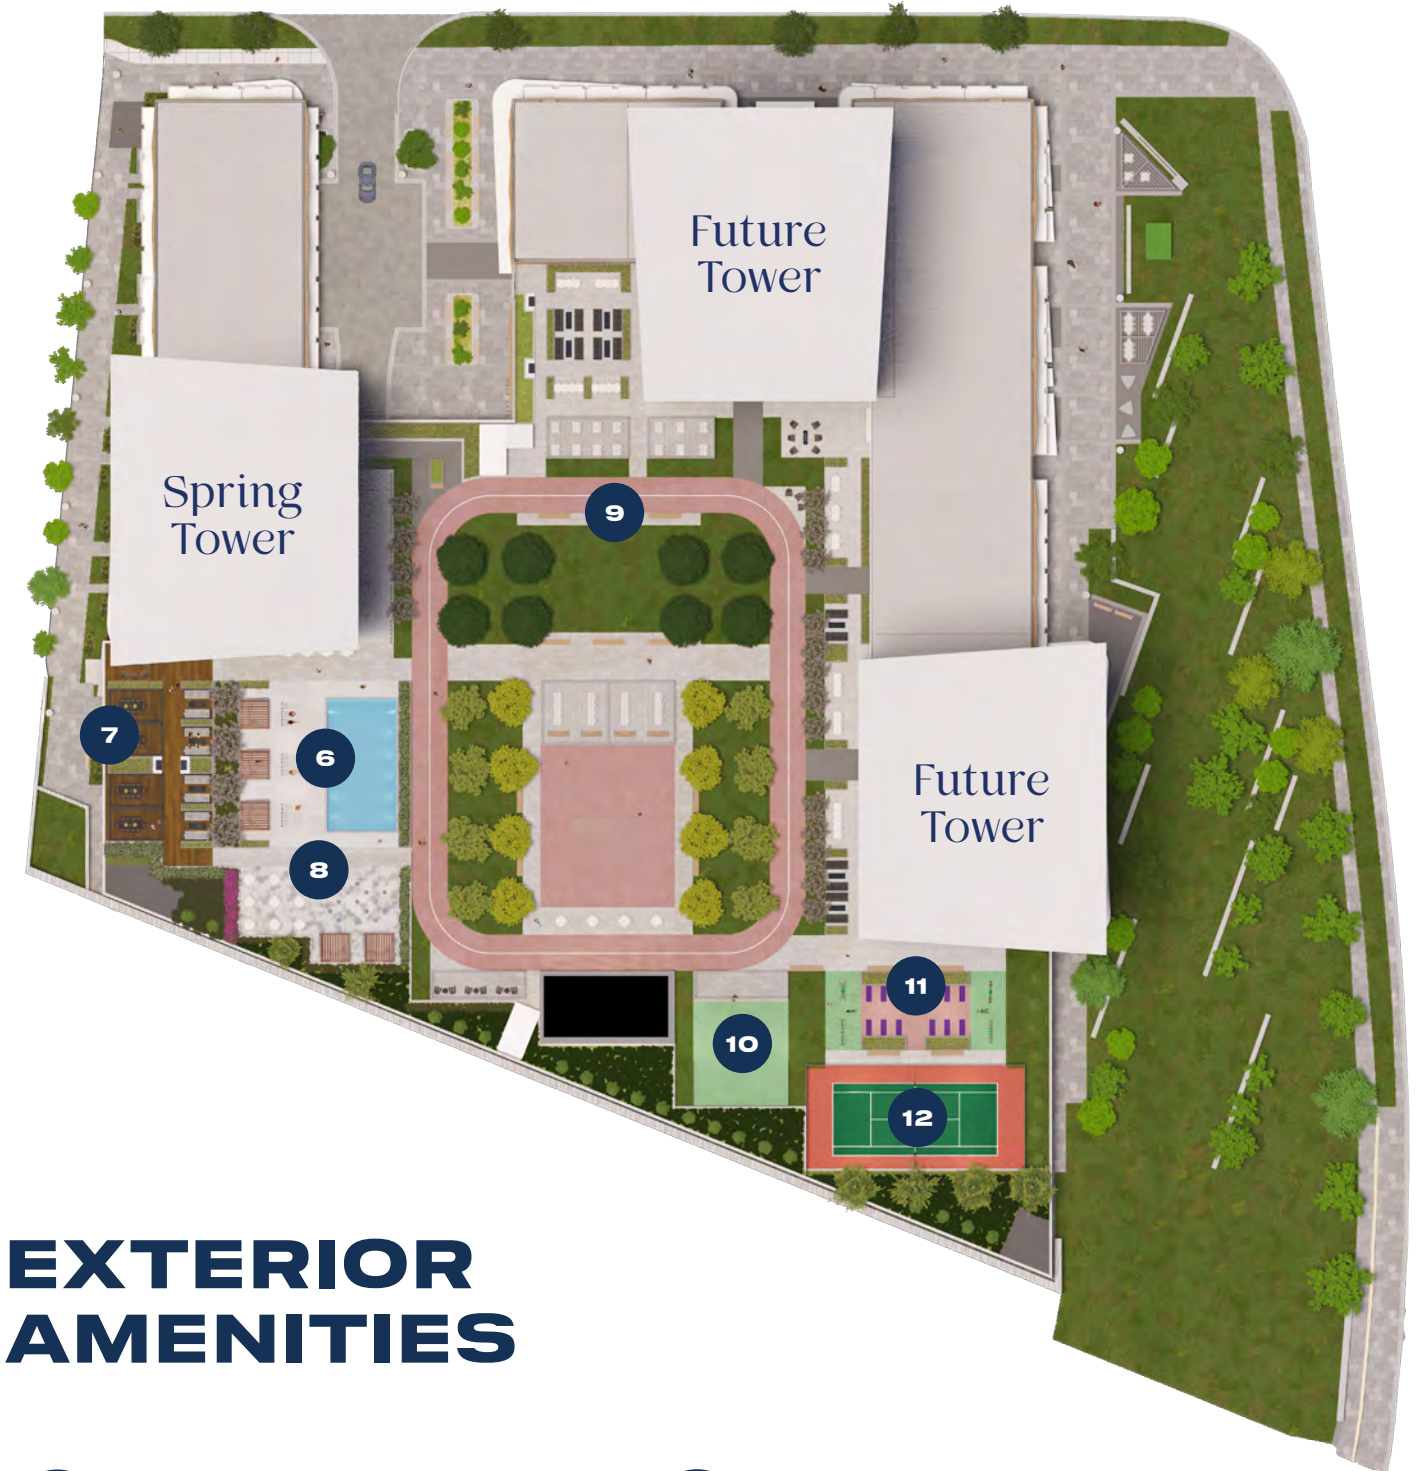 Future
Tower
Spring
Tower
9
7
6
Future
Tower
8
11
10
12
EXTERIOR
AMENITIES